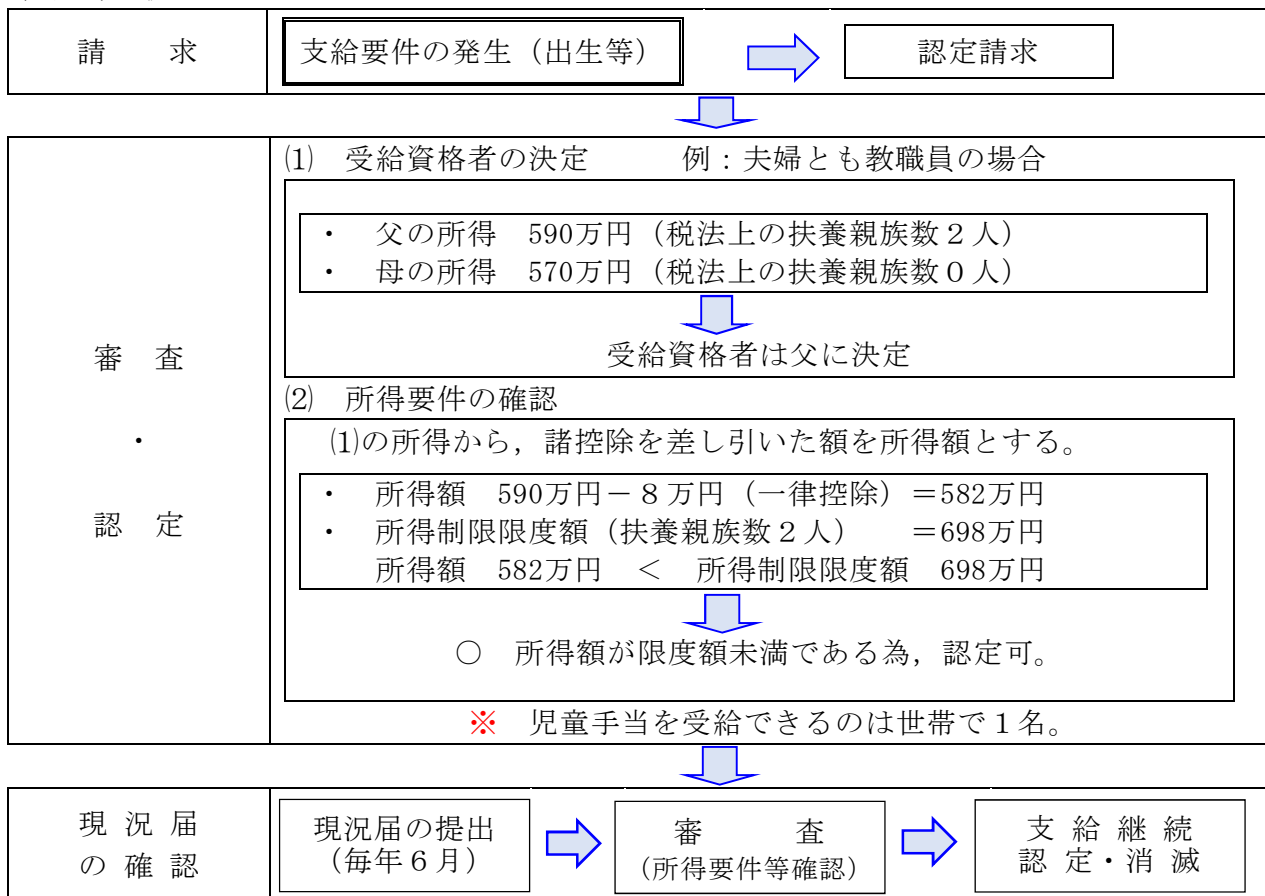 請　　求
支給要件の発生（出生等）
認定請求
審　査
・
認　定
⑴　受給資格者の決定　　　例：夫婦とも教職員の場合
・　父の所得　590万円（税法上の扶養親族数２人）
・　母の所得　570万円（税法上の扶養親族数０人）
受給資格者は父に決定
⑵　所得要件の確認
⑴の所得から，諸控除を差し引いた額を所得額とする。
・　所得額　590万円－８万円（一律控除）＝582万円
・　所得制限限度額（扶養親族数２人）　　＝698万円
所得額　582万円　＜　所得制限限度額　698万円
○　所得額が限度額未満である為，認定可。
※　児童手当を受給できるのは世帯で１名。
現 況 届
の 確 認
現況届の提出
（毎年６月）
審　　　査
（所得要件等確認）
支 給 継 続
認 定・消 滅